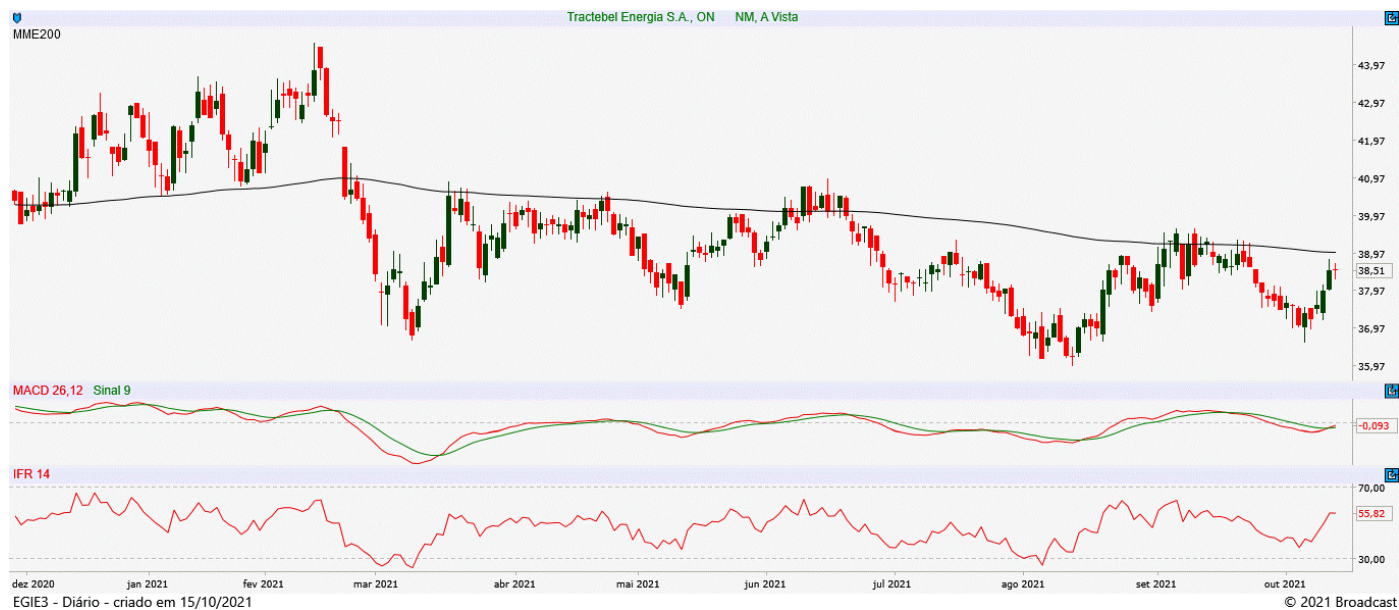 Tractebel Energia S.A., ON NM, A Vista
MME200
43,97
42,97
41,97
40,97
39,97
38,97
38,51
37,97
36,97
35,97
MACD 26,12 Sinal 9
-0,093
IFR 14
70,00
55,82
30,00
dez 2020 jan 2021 fev 2021 mar 2021 abr 2021 mai 2021 jun 2021 jul 2021 ago 2021 set 2021 out 2021
EGIE3 - Diário - criado em 15/10/2021 © 2021 Broadcast